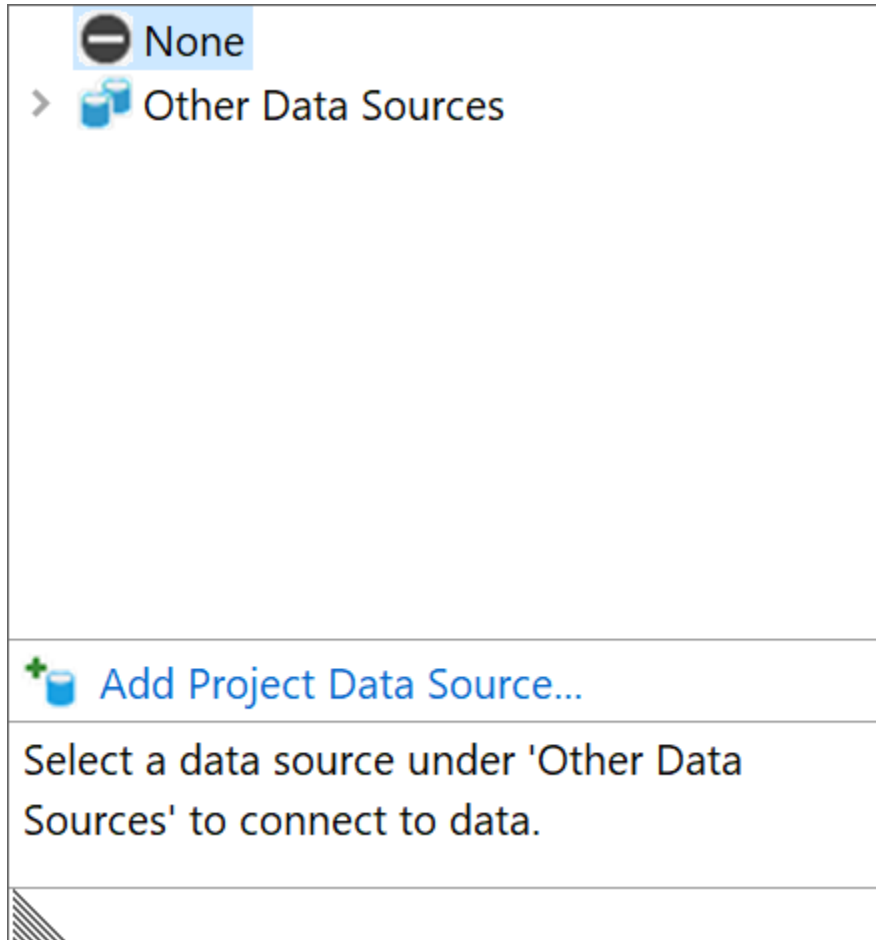 None
Other Data Sources
Add Project Data Source...
Select a data source under 'Other Data
Sources' to connect to data.